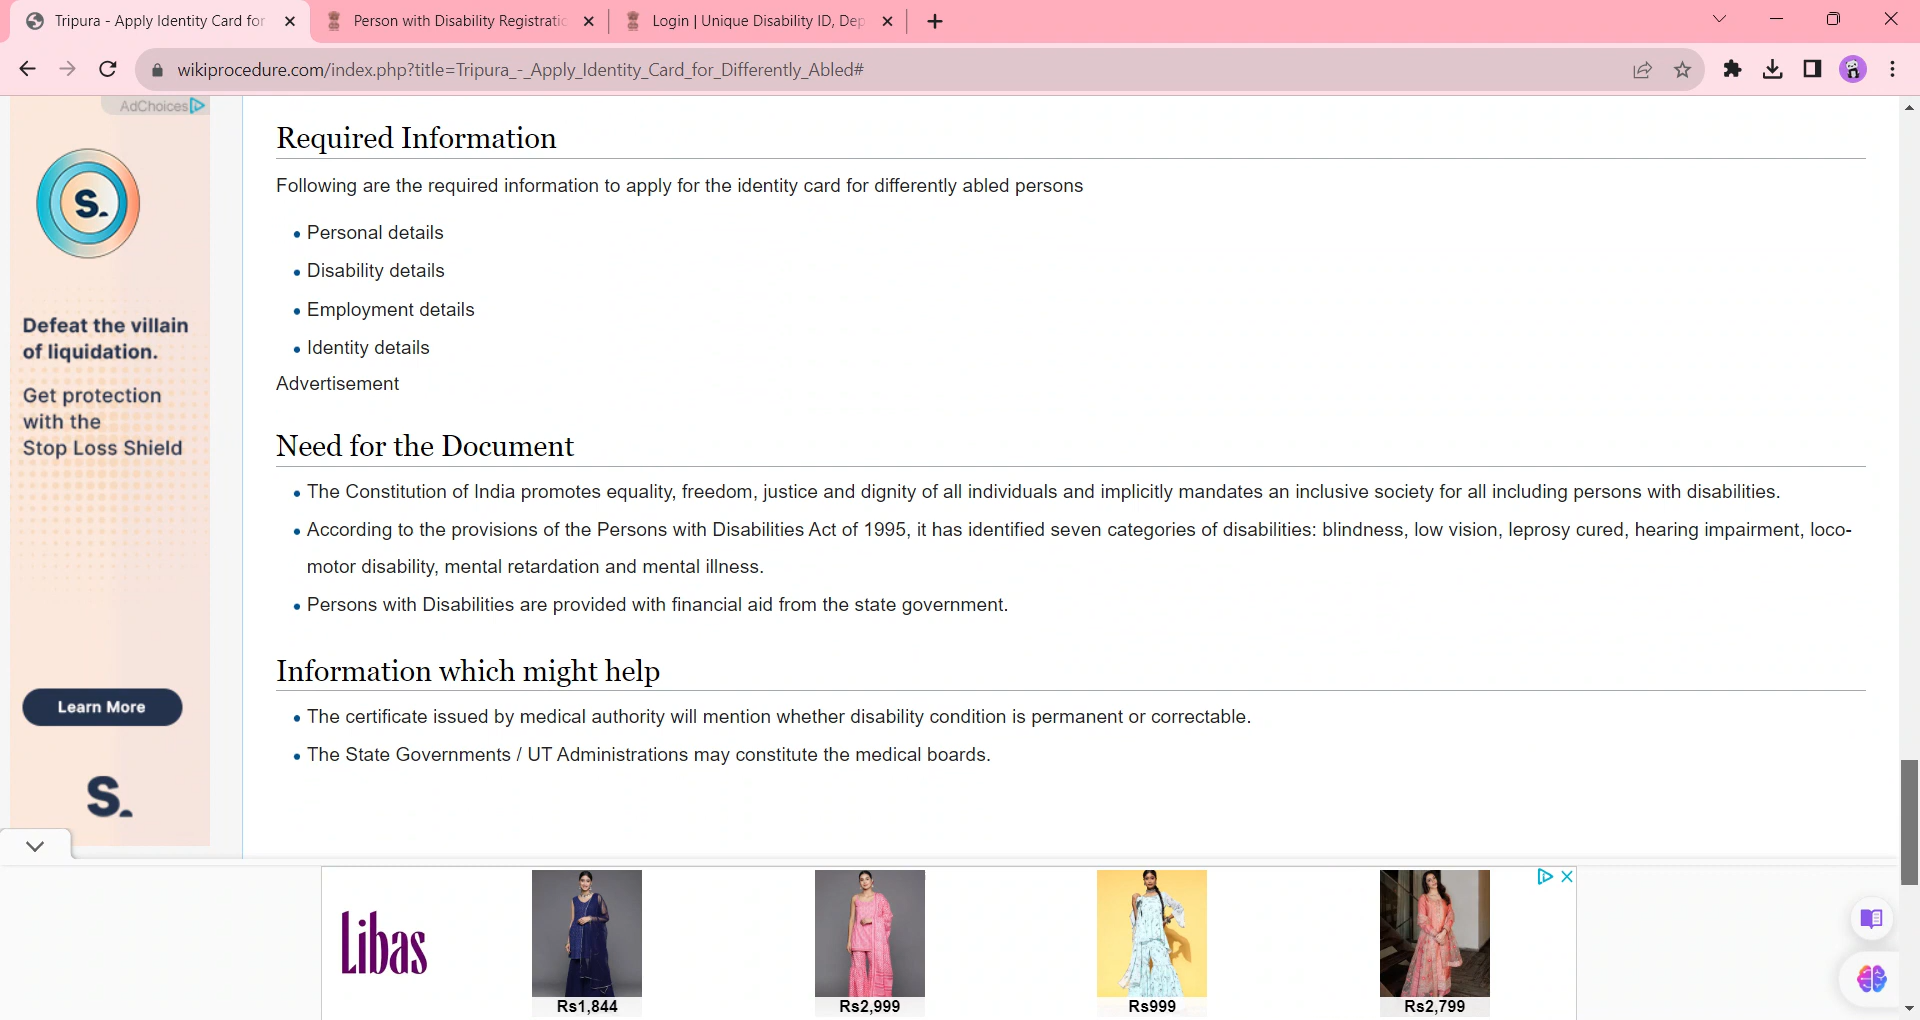 Tripura - Apply Identity Card for
Person with Disability Registratio
Login | Unique Disability ID, Dep
wikiprocedure.com/index.php?title=Tripura_-_Apply_Identity_Card_for_Differently_Abled#
AdChoices
S.
Defeat the villain
of liquidation.
Get protection
with the
Stop Loss Shield
Learn More
S.
Required Information
Following are the required information to apply for the identity card for differently abled persons
• Personal details
• Disability details
• Employment details
• Identity details
Advertisement
Need for the Document
• The Constitution of India promotes equality, freedom, justice and dignity of all individuals and implicitly mandates an inclusive society for all including persons with disabilities.
• According to the provisions of the Persons with Disabilities Act of 1995, it has identified seven categories of disabilities: blindness, low vision, leprosy cured, hearing impairment, loco-
motor disability, mental retardation and mental illness.
• Persons with Disabilities are provided with financial aid from the state government.
Information which might help
• The certificate issued by medical authority will mention whether disability condition is permanent or correctable.
• The State Governments / UT Administrations may constitute the medical boards.
Libas
Rs1,844
Rs2,999
Rs999
Rs2,799